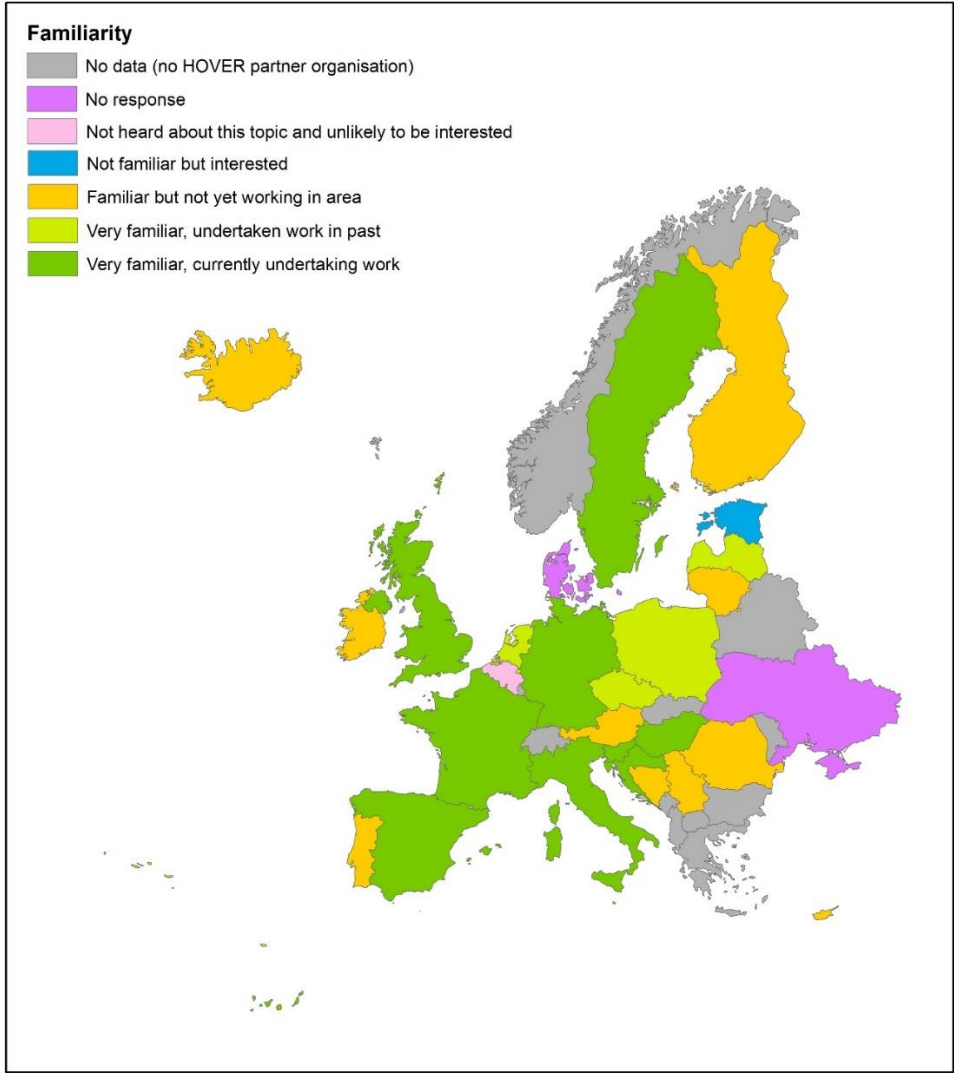 Familiarity
No data (no HOVER partner organisation)
No response
Not heard about this topic and unlikely to be interested
Not familiar but interested
Familiar but not yet working in area
Very familiar, undertaken work in past
Very familiar, currently undertaking work